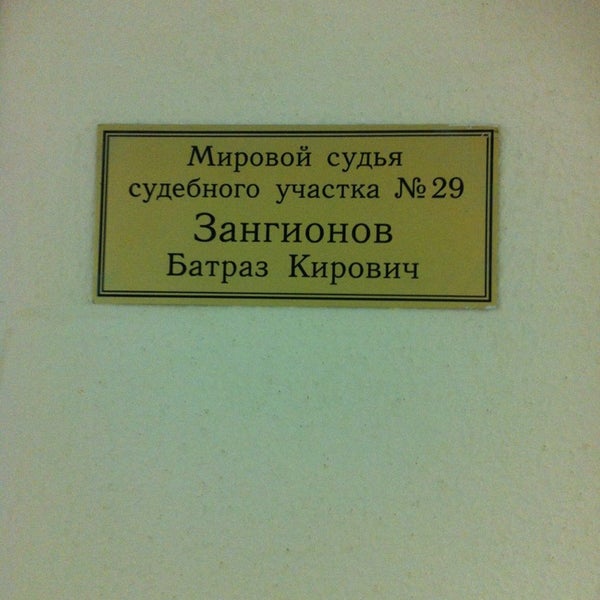 Мировой судья
судебного участка №29
Зангионов
Батраз Кирович